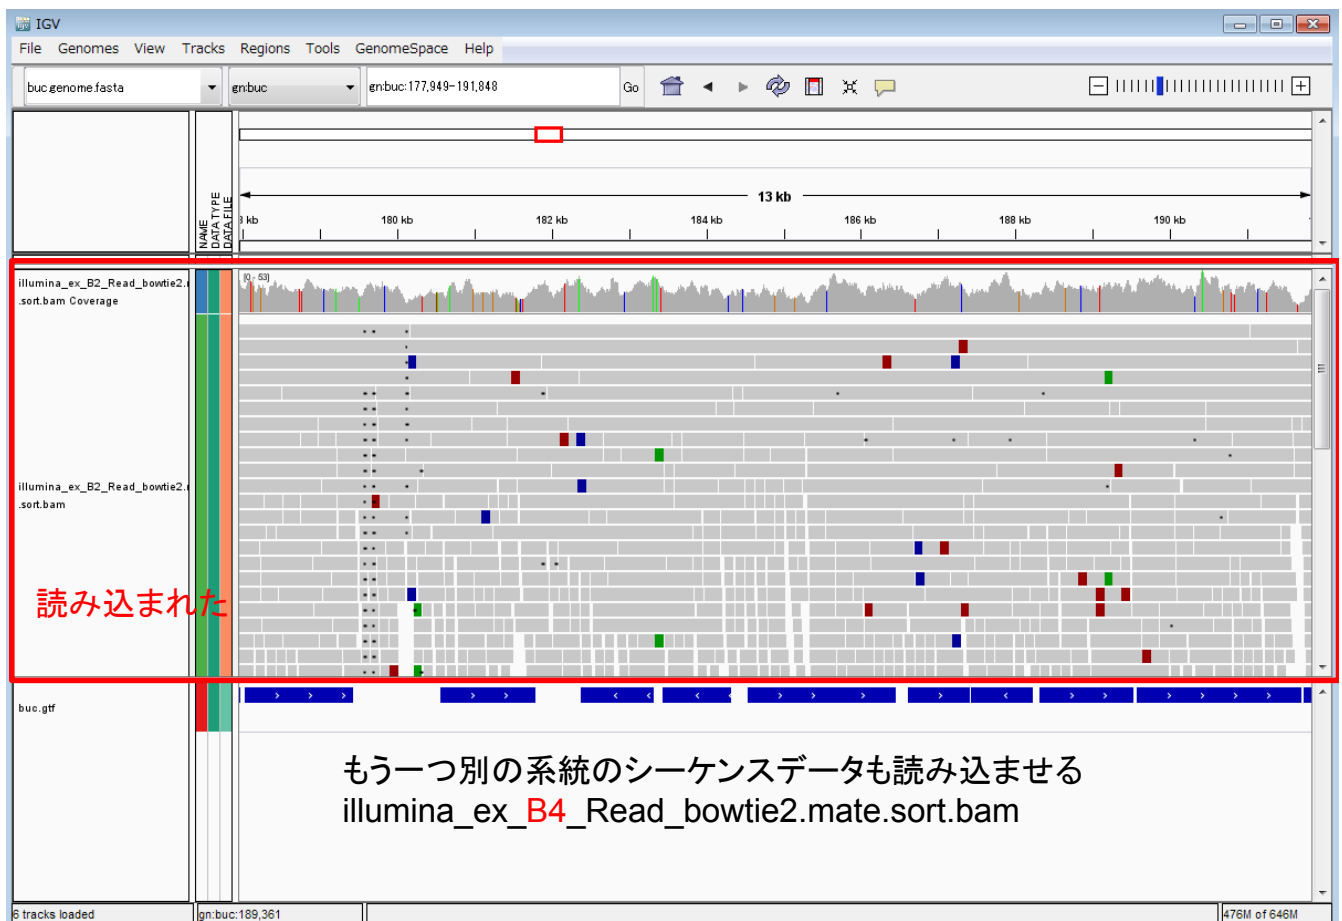 IGV
File Genomes View Tracks Regions Tools GenomeSpace Help
buc.genome.fasta gn:buc gn:buc:177,949-191,848 Go
NAME
DATA TYPE
DATA FILE
13 kb
kb 180 kb 182 kb 184 kb 186 kb 188 kb 190 kb
illumina_ex_B2_Read_bowtie2.
.sort.bam Coverage
[0 - 53]
illumina_ex_B2_Read_bowtie2.
.sort.bam
読み込まれた
buc.gtf
もう一つ別の系統のシーケンスデータも読み込ませる
illumina_ex_B4_Read_bowtie2.mate.sort.bam
6 tracks loaded gn:buc:189,361 476M of 646M